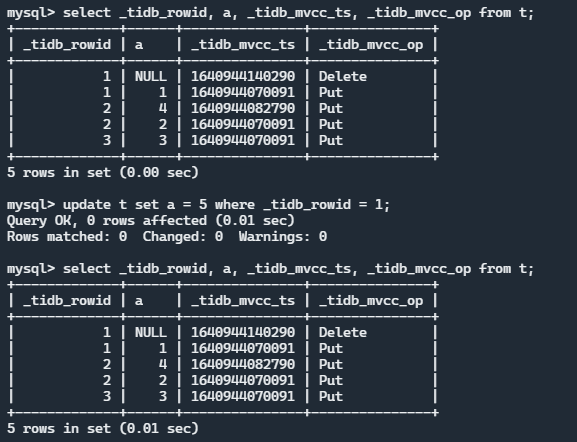 mysql> select _tidb_rowid, a, _tidb_mvcc_ts, _tidb_mvcc_op from t;
+-------------+------+---------------+---------------+
| _tidb_rowid | a    | _tidb_mvcc_ts | _tidb_mvcc_op |
+-------------+------+---------------+---------------+
|           1 | NULL | 1640944140290 | Delete        |
|           1 |    1 | 1640944070091 | Put           |
|           2 |    4 | 1640944082790 | Put           |
|           2 |    2 | 1640944070091 | Put           |
|           3 |    3 | 1640944070091 | Put           |
+-------------+------+---------------+---------------+
5 rows in set (0.00 sec)

mysql> update t set a = 5 where _tidb_rowid = 1;
Query OK, 0 rows affected (0.01 sec)
Rows matched: 0  Changed: 0  Warnings: 0

mysql> select _tidb_rowid, a, _tidb_mvcc_ts, _tidb_mvcc_op from t;
+-------------+------+---------------+---------------+
| _tidb_rowid | a    | _tidb_mvcc_ts | _tidb_mvcc_op |
+-------------+------+---------------+---------------+
|           1 | NULL | 1640944140290 | Delete        |
|           1 |    1 | 1640944070091 | Put           |
|           2 |    4 | 1640944082790 | Put           |
|           2 |    2 | 1640944070091 | Put           |
|           3 |    3 | 1640944070091 | Put           |
+-------------+------+---------------+---------------+
5 rows in set (0.01 sec)